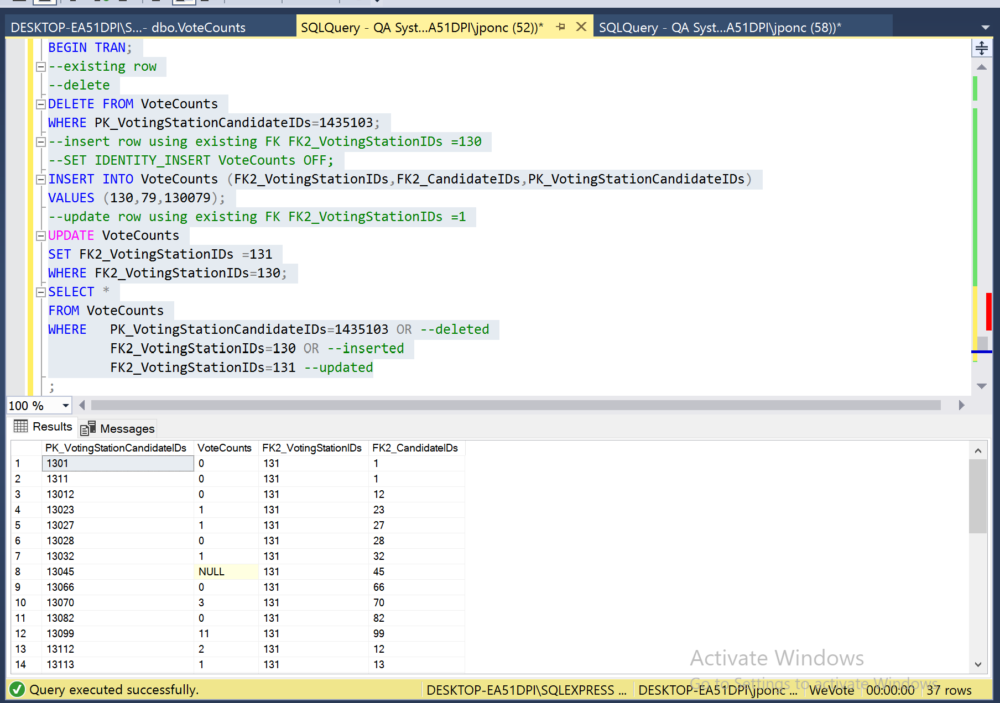 DESKTOP-EA51DPI\S...- dbo.VoteCounts
SQLQuery - QA Syst...A51DPI\jponc (52))*
SQLQuery - QA Syst...A51DPI\jponc (58))*
BEGIN TRAN;
--existing row
--delete
DELETE FROM VoteCounts
WHERE PK_VotingStationCandidateIDs=1435103;
--insert row using existing FK FK2_VotingStationIDs =130
--SET IDENTITY_INSERT VoteCounts OFF;
INSERT INTO VoteCounts (FK2_VotingStationIDs,FK2_CandidateIDs,PK_VotingStationCandidateIDs)
VALUES (130,79,130079);
--update row using existing FK FK2_VotingStationIDs =1
UPDATE VoteCounts
SET FK2_VotingStationIDs =131
WHERE FK2_VotingStationIDs=130;
SELECT *
FROM VoteCounts
WHERE   PK_VotingStationCandidateIDs=1435103 OR --deleted
FK2_VotingStationIDs=130 OR --inserted
FK2_VotingStationIDs=131 --updated
;
100 %
Results Messages
PK_VotingStationCandidateIDs VoteCounts FK2_VotingStationIDs FK2_CandidateIDs
1 1301 0 131 1
2 1311 0 131 1
3 13012 0 131 12
4 13023 1 131 23
5 13027 1 131 27
6 13028 0 131 28
7 13032 1 131 32
8 13045 NULL 131 45
9 13066 0 131 66
10 13070 3 131 70
11 13082 0 131 82
12 13099 11 131 99
13 13112 2 131 12
14 13113 1 131 13
Activate Windows
Go to Settings to activate Windows.
Query executed successfully.
DESKTOP-EA51DPI\SQLEXPRESS ... DESKTOP-EA51DPI\jponc ... WeVote 00:00:00 37 rows